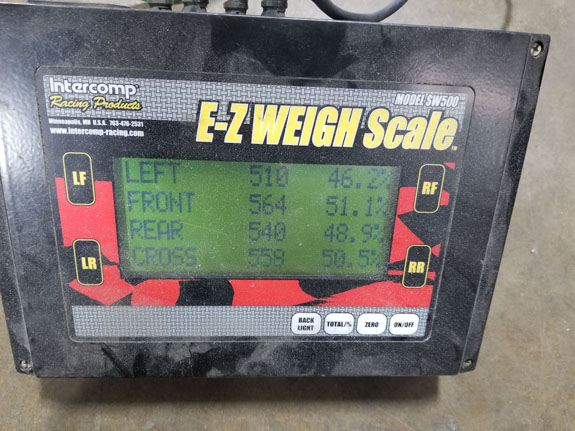 Intercomp
Racing Products
Minneapolis, MN U.S.A. 763-476-2531
www.intercomp-racing.com
MODEL SW500
E-Z WEIGH Scale
TM
LF
RF
LEFT 510 46.2%
FRONT 564 51.1%
REAR 540 48.9%
CROSS 558 50.5%
LR
RR
BACK LIGHT
TOTAL/%
ZERO
ON/OFF